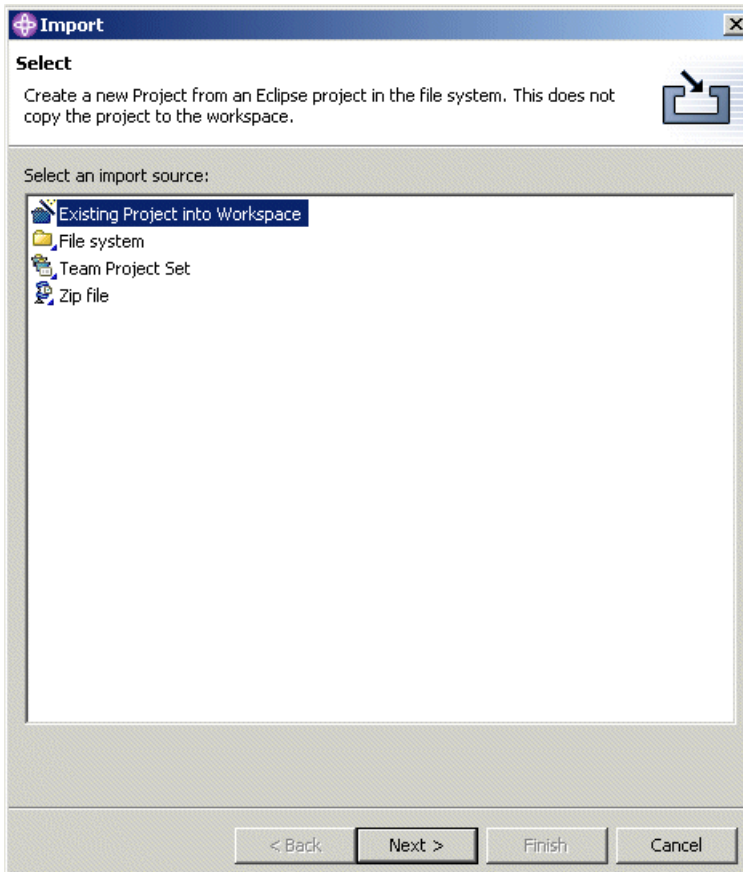 Import
Select
Create a new Project from an Eclipse project in the file system. This does not
copy the project to the workspace.
Select an import source:
Existing Project into Workspace
File system
Team Project Set
Zip file
< Back Next > Finish Cancel